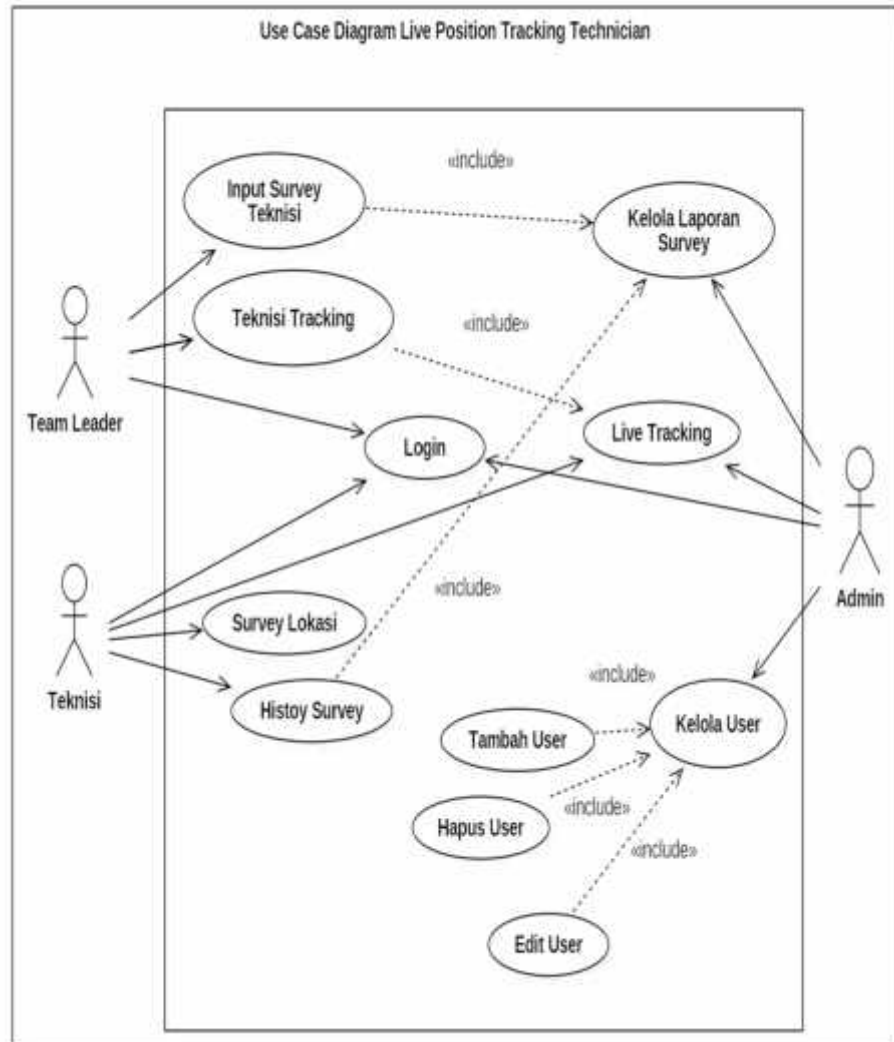 Use Case Diagram Live Position Tracking Technician
Input Survey
Teknisi
«include»
Kelola Laporan
Survey
Teknisi Tracking
«include»
Team Leader
Login
Live Tracking
Admin
«include»
Survey Lokasi
Teknisi
Histoy Survey
«include»
Tambah User
Kelola User
Hapus User
«include»
«include»
Edit User